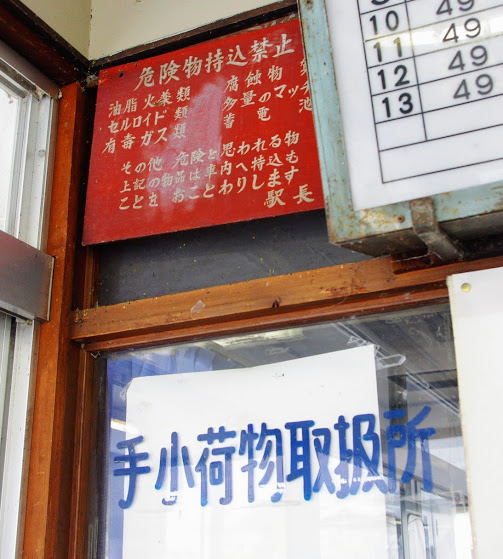 危険物持込禁止
油脂 火薬類 腐蝕物
セルロイド類 多量のマッチ
有毒ガス類 蓄電池
その他 危険と思われる物
上記の物品は車内へ持込む
ことを おことわりします
駅長
10 49
11 49
12 49
13 49
手小荷物取扱所